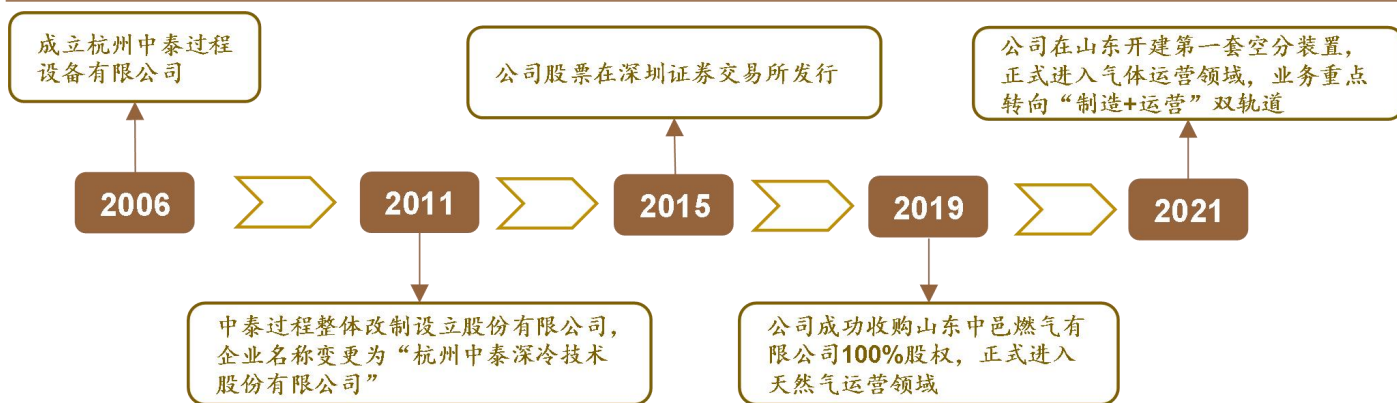 成立杭州中泰过程
设备有限公司
公司股票在深圳证券交易所发行
公司在山东开建第一套空分装置，
正式进入气体运营领域，业务重点
转向“制造+运营”双轨道
2006
2011
2015
2019
2021
中泰过程整体改制设立股份有限公司，
企业名称变更为“杭州中泰深冷技术
股份有限公司”
公司成功收购山东中邑燃气有
限公司100%股权，正式进入
天然气运营领域